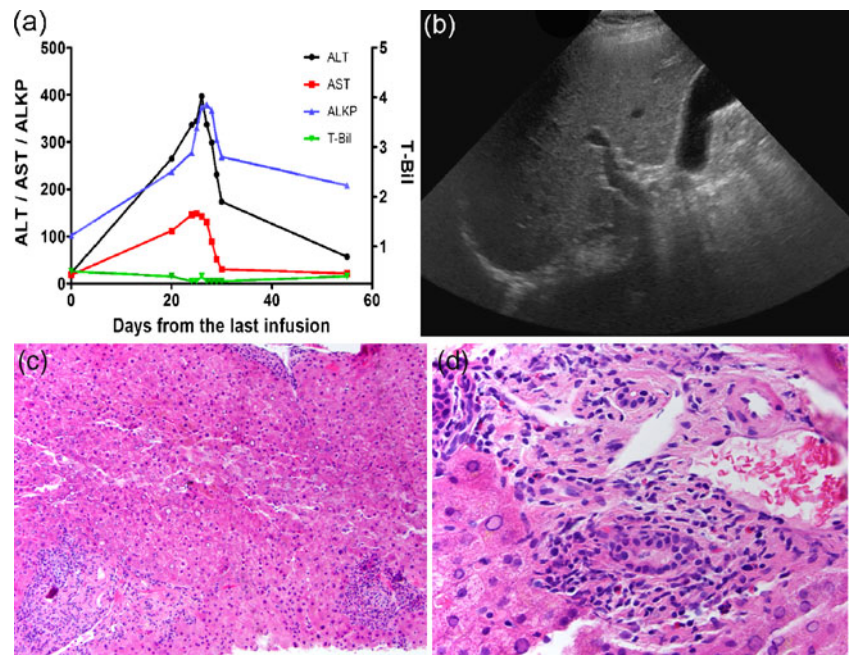 (a)
500
400
300
200
100
0
ALT / AST / ALKP
5
4
3
2
1
T-Bil
ALT
AST
ALKP
T-Bil
0
20
40
60
Days from the last infusion
(b)
(c)
(d)